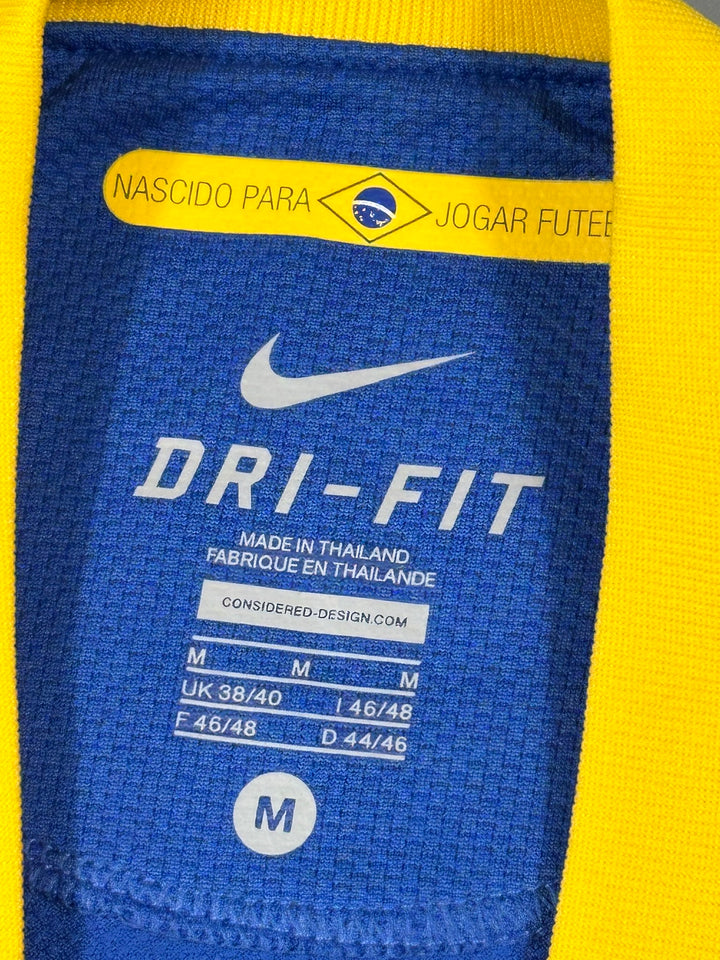 NASCIDO PARA JOGAR FUTEB
DRI-FIT
MADE IN THAILAND
FABRIQUE EN THAILANDE
CONSIDERED-DESIGN.COM
M M M
UK 38/40 I 46/48
F 46/48 D 44/46
M